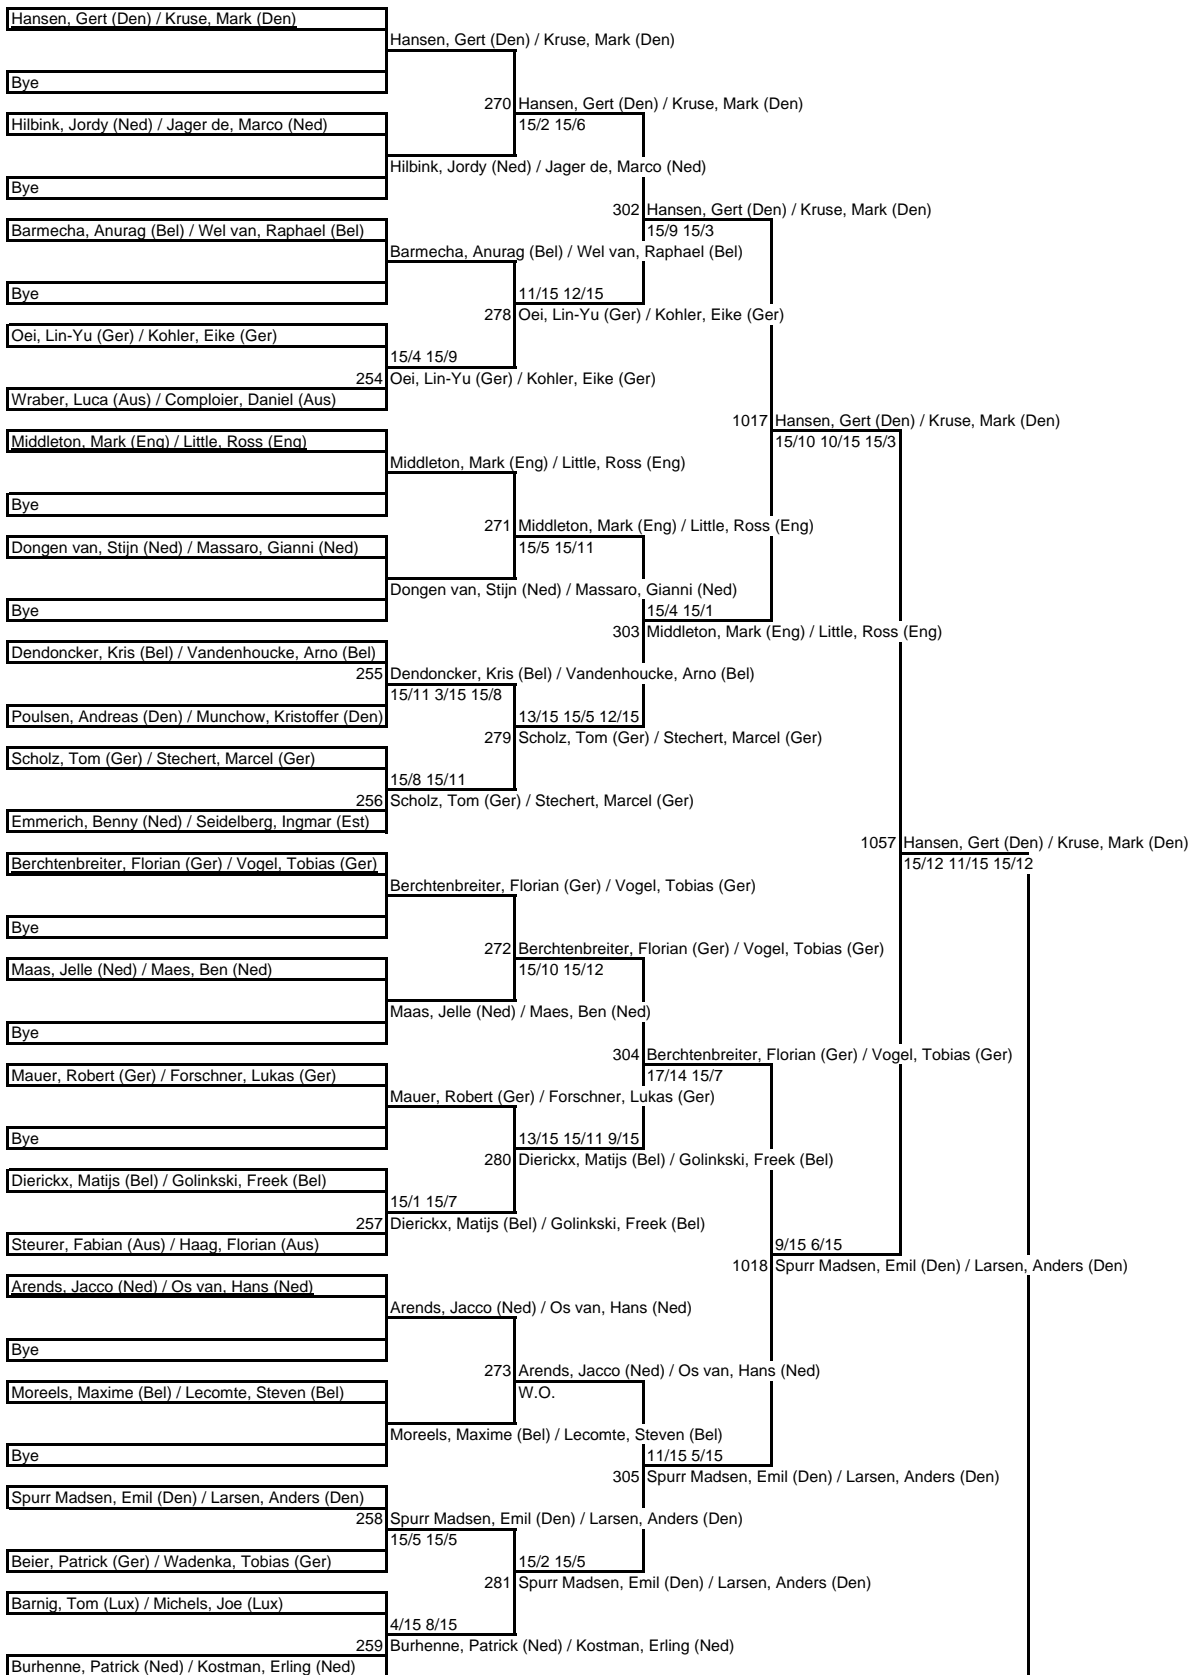 Hansen, Gert (Den) / Kruse, Mark (Den)
Hansen, Gert (Den) / Kruse, Mark (Den)
Bye
270 Hansen, Gert (Den) / Kruse, Mark (Den)
Hilbink, Jordy (Ned) / Jager de, Marco (Ned)
15/2 15/6
Hilbink, Jordy (Ned) / Jager de, Marco (Ned)
Bye
302 Hansen, Gert (Den) / Kruse, Mark (Den)
Barmecha, Anurag (Bel) / Wel van, Raphael (Bel)
15/9 15/3
Barmecha, Anurag (Bel) / Wel van, Raphael (Bel)
Bye
11/15 12/15
278 Oei, Lin-Yu (Ger) / Kohler, Eike (Ger)
Oei, Lin-Yu (Ger) / Kohler, Eike (Ger)
15/4 15/9
254 Oei, Lin-Yu (Ger) / Kohler, Eike (Ger)
Wraber, Luca (Aus) / Comploier, Daniel (Aus)
1017 Hansen, Gert (Den) / Kruse, Mark (Den)
Middleton, Mark (Eng) / Little, Ross (Eng)
15/10 10/15 15/3
Middleton, Mark (Eng) / Little, Ross (Eng)
Bye
271 Middleton, Mark (Eng) / Little, Ross (Eng)
Dongen van, Stijn (Ned) / Massaro, Gianni (Ned)
15/5 15/11
Dongen van, Stijn (Ned) / Massaro, Gianni (Ned)
Bye
15/4 15/1
303 Middleton, Mark (Eng) / Little, Ross (Eng)
Dendoncker, Kris (Bel) / Vandenhoucke, Arno (Bel)
255 Dendoncker, Kris (Bel) / Vandenhoucke, Arno (Bel)
15/11 3/15 15/8
Poulsen, Andreas (Den) / Munchow, Kristoffer (Den)
13/15 15/5 12/15
279 Scholz, Tom (Ger) / Stechert, Marcel (Ger)
Scholz, Tom (Ger) / Stechert, Marcel (Ger)
15/8 15/11
256 Scholz, Tom (Ger) / Stechert, Marcel (Ger)
Emmerich, Benny (Ned) / Seidelberg, Ingmar (Est)
1057 Hansen, Gert (Den) / Kruse, Mark (Den)
Berchtenbreiter, Florian (Ger) / Vogel, Tobias (Ger)
15/12 11/15 15/12
Berchtenbreiter, Florian (Ger) / Vogel, Tobias (Ger)
Bye
272 Berchtenbreiter, Florian (Ger) / Vogel, Tobias (Ger)
Maas, Jelle (Ned) / Maes, Ben (Ned)
15/10 15/12
Maas, Jelle (Ned) / Maes, Ben (Ned)
Bye
304 Berchtenbreiter, Florian (Ger) / Vogel, Tobias (Ger)
Mauer, Robert (Ger) / Forschner, Lukas (Ger)
17/14 15/7
Mauer, Robert (Ger) / Forschner, Lukas (Ger)
Bye
13/15 15/11 9/15
280 Dierickx, Matijs (Bel) / Golinkski, Freek (Bel)
Dierickx, Matijs (Bel) / Golinkski, Freek (Bel)
15/1 15/7
257 Dierickx, Matijs (Bel) / Golinkski, Freek (Bel)
Steurer, Fabian (Aus) / Haag, Florian (Aus)
9/15 6/15
1018 Spurr Madsen, Emil (Den) / Larsen, Anders (Den)
Arends, Jacco (Ned) / Os van, Hans (Ned)
Arends, Jacco (Ned) / Os van, Hans (Ned)
Bye
273 Arends, Jacco (Ned) / Os van, Hans (Ned)
Moreels, Maxime (Bel) / Lecomte, Steven (Bel)
W.O.
Moreels, Maxime (Bel) / Lecomte, Steven (Bel)
Bye
11/15 5/15
305 Spurr Madsen, Emil (Den) / Larsen, Anders (Den)
Spurr Madsen, Emil (Den) / Larsen, Anders (Den)
258 Spurr Madsen, Emil (Den) / Larsen, Anders (Den)
15/5 15/5
Beier, Patrick (Ger) / Wadenka, Tobias (Ger)
15/2 15/5
281 Spurr Madsen, Emil (Den) / Larsen, Anders (Den)
Barnig, Tom (Lux) / Michels, Joe (Lux)
4/15 8/15
259 Burhenne, Patrick (Ned) / Kostman, Erling (Ned)
Burhenne, Patrick (Ned) / Kostman, Erling (Ned)